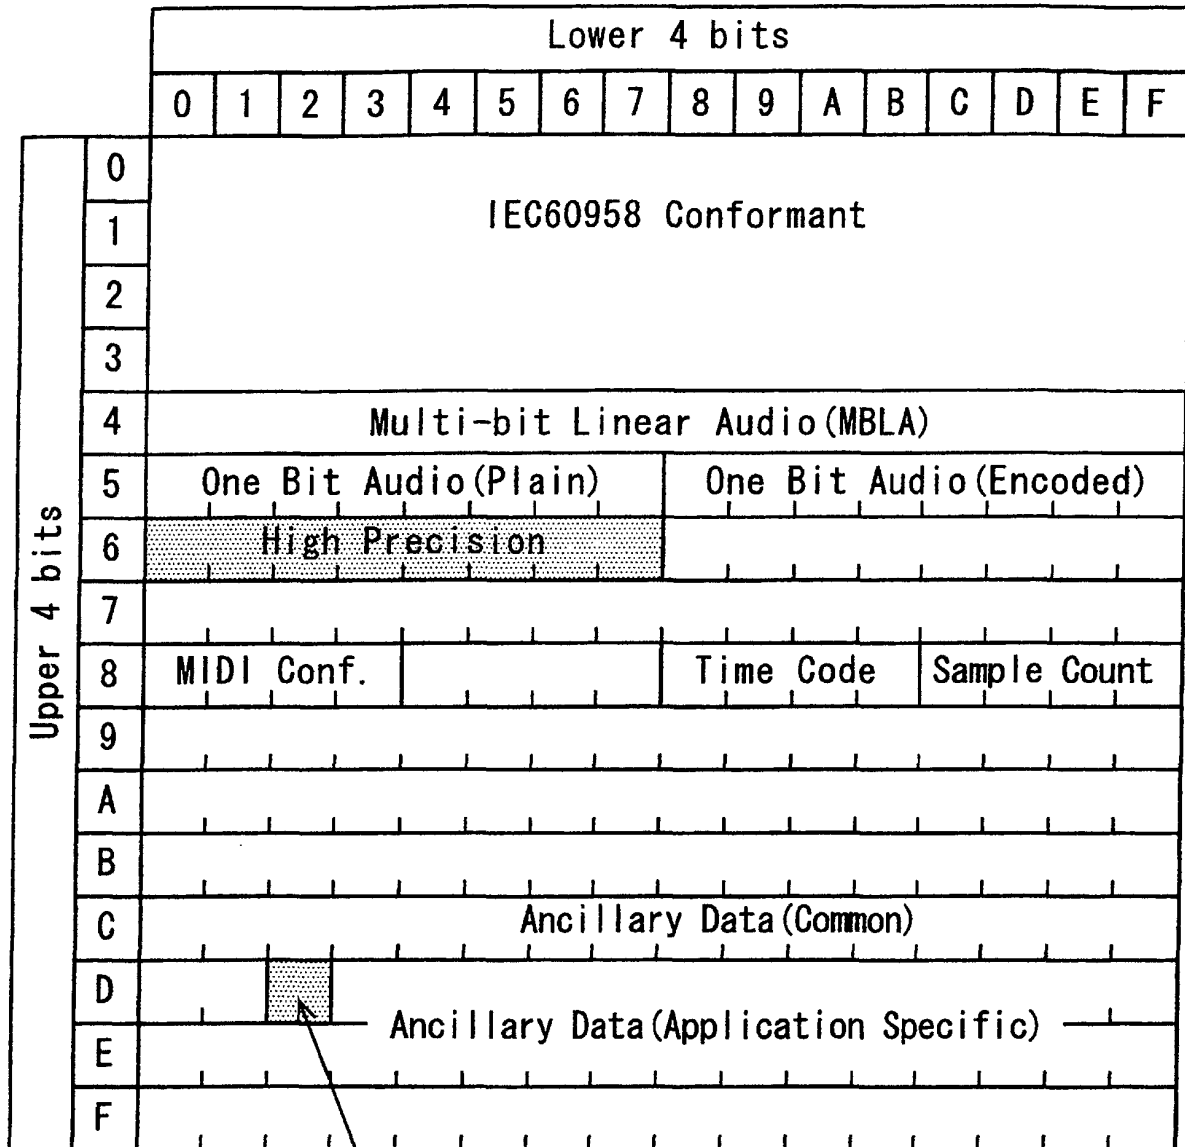 Lower 4 bits
0 1 2 3 4 5 6 7 8 9 A B C D E F
Upper 4 bits
0
IEC60958 Conformant
1
2
3
4 Multi-bit Linear Audio(MBLA)
5 One Bit Audio(Plain) One Bit Audio(Encoded)
6 High Precision
7
8 MIDI Conf. Time Code Sample Count
9
A
B
C Ancillary Data(Common)
D
Ancillary Data(Application Specific)
E
F